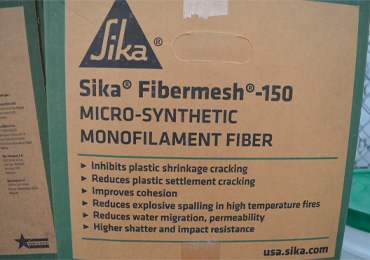 Sika®
Sika® Fibermesh®-150
MICRO-SYNTHETIC
MONOFILAMENT FIBER
▸ Inhibits plastic shrinkage cracking
▸ Reduces plastic settlement cracking
▸ Improves cohesion
▸ Reduces explosive spalling in high temperature fires
▸ Reduces water migration, permeability
▸ Higher shatter and impact resistance
usa.sika.com